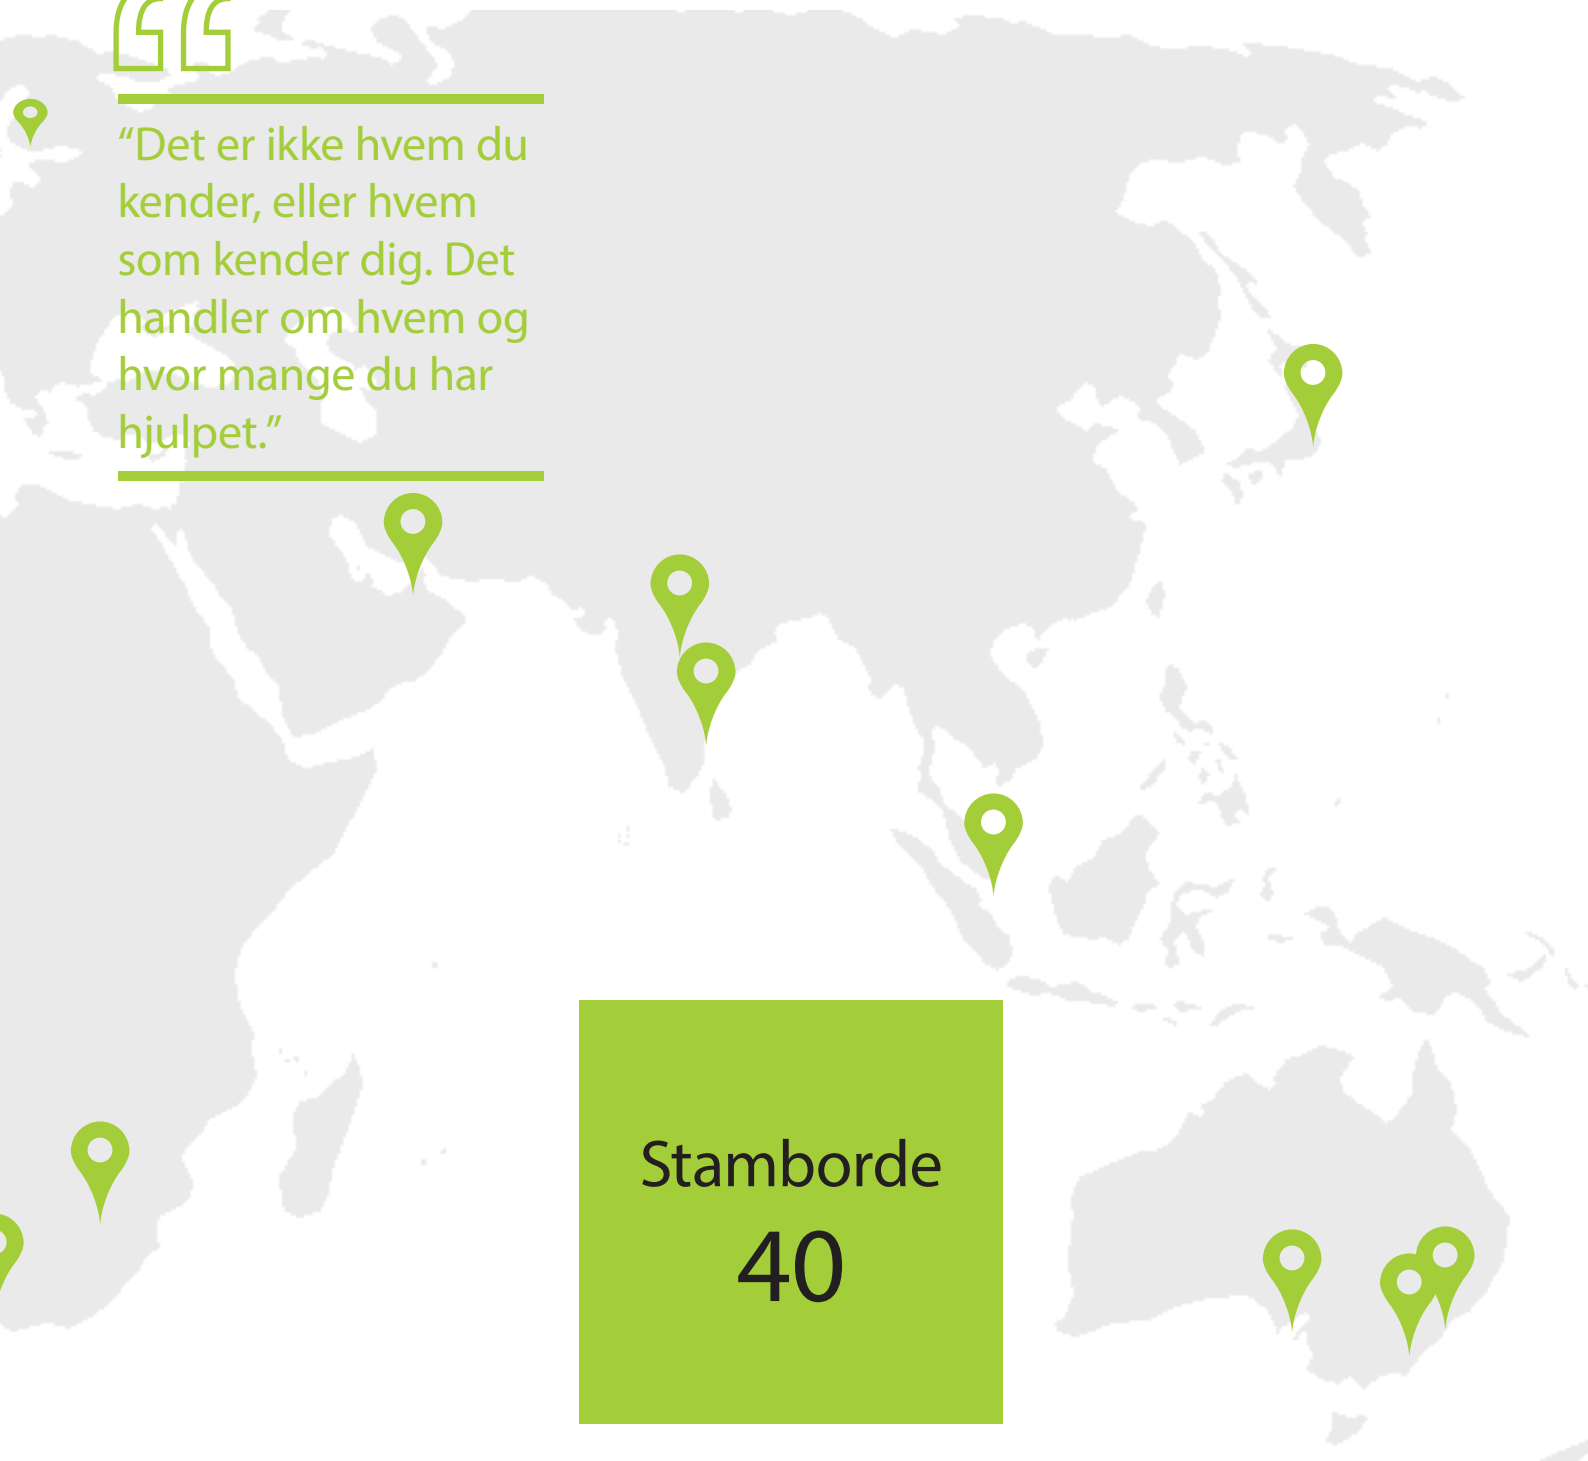 “Det er ikke hvem du
kender, eller hvem
som kender dig. Det
handler om hvem og
hvor mange du har
hjulpet.”
Stamborde
40